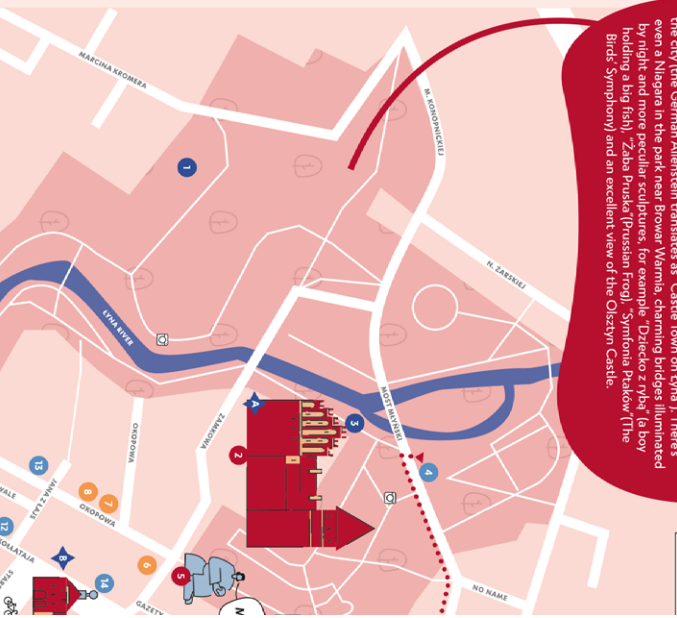 the city (the German Allenstein translates as "Castle Town on Łyna"). There's
even a Niagara in the park near Browar Warmia, charming bridges illuminated
by night and more peculiar sculptures, for example "Dziecko z rybą" (a boy
holding a big fish), "Żaba Pruska" (Prussian Frog), "Symfonia Ptaków" (The
Birds' Symphony) and an excellent view of the Olsztyn Castle.
MARCINA KROMERA
M. KONOPNICKIEJ
N. ŻARSKIEJ
1
ŁYNA RIVER
MOST MŁYŃSKI
ZAMKOWA
A
3
2
4
OKOPOWA
13
JANA Z ŁAJS
8
7
OKOPOWA
12
KOŁŁATAJA
B
14
6
5
GAZETY
NO NAME